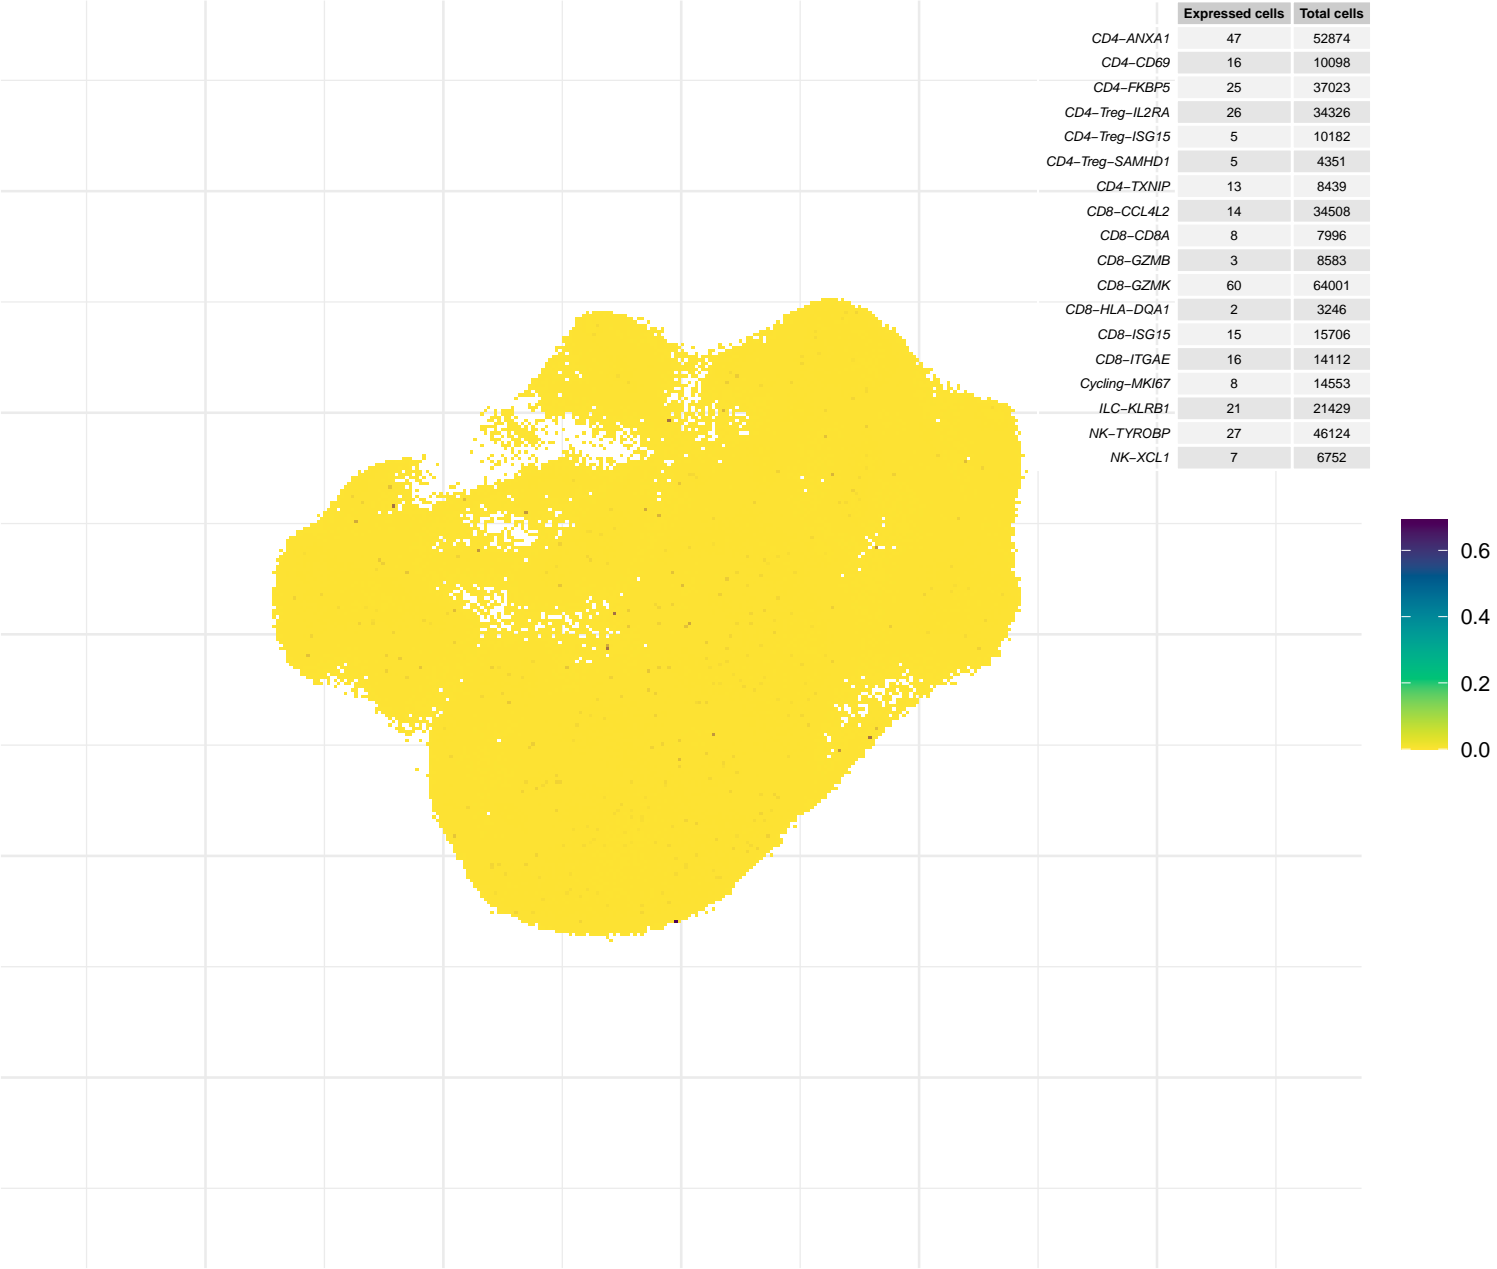 Expressed cells Total cells
CD4−ANXA1 47 52874
CD4−CD69 16 10098
CD4−FKBP5 25 37023
CD4−Treg−IL2RA 26 34326
CD4−Treg−ISG15 5 10182
CD4−Treg−SAMHD1 5 4351
CD4−TXNIP 13 8439
CD8−CCL4L2 14 34508
CD8−CD8A 8 7996
CD8−GZMB 3 8583
CD8−GZMK 60 64001
CD8−HLA−DQA1 2 3246
CD8−ISG15 15 15706
CD8−ITGAE 16 14112
Cycling−MKI67 8 14553
ILC−KLRB1 21 21429
NK−TYROBP 27 46124
NK−XCL1 7 6752
0.6
0.4
0.2
0.0